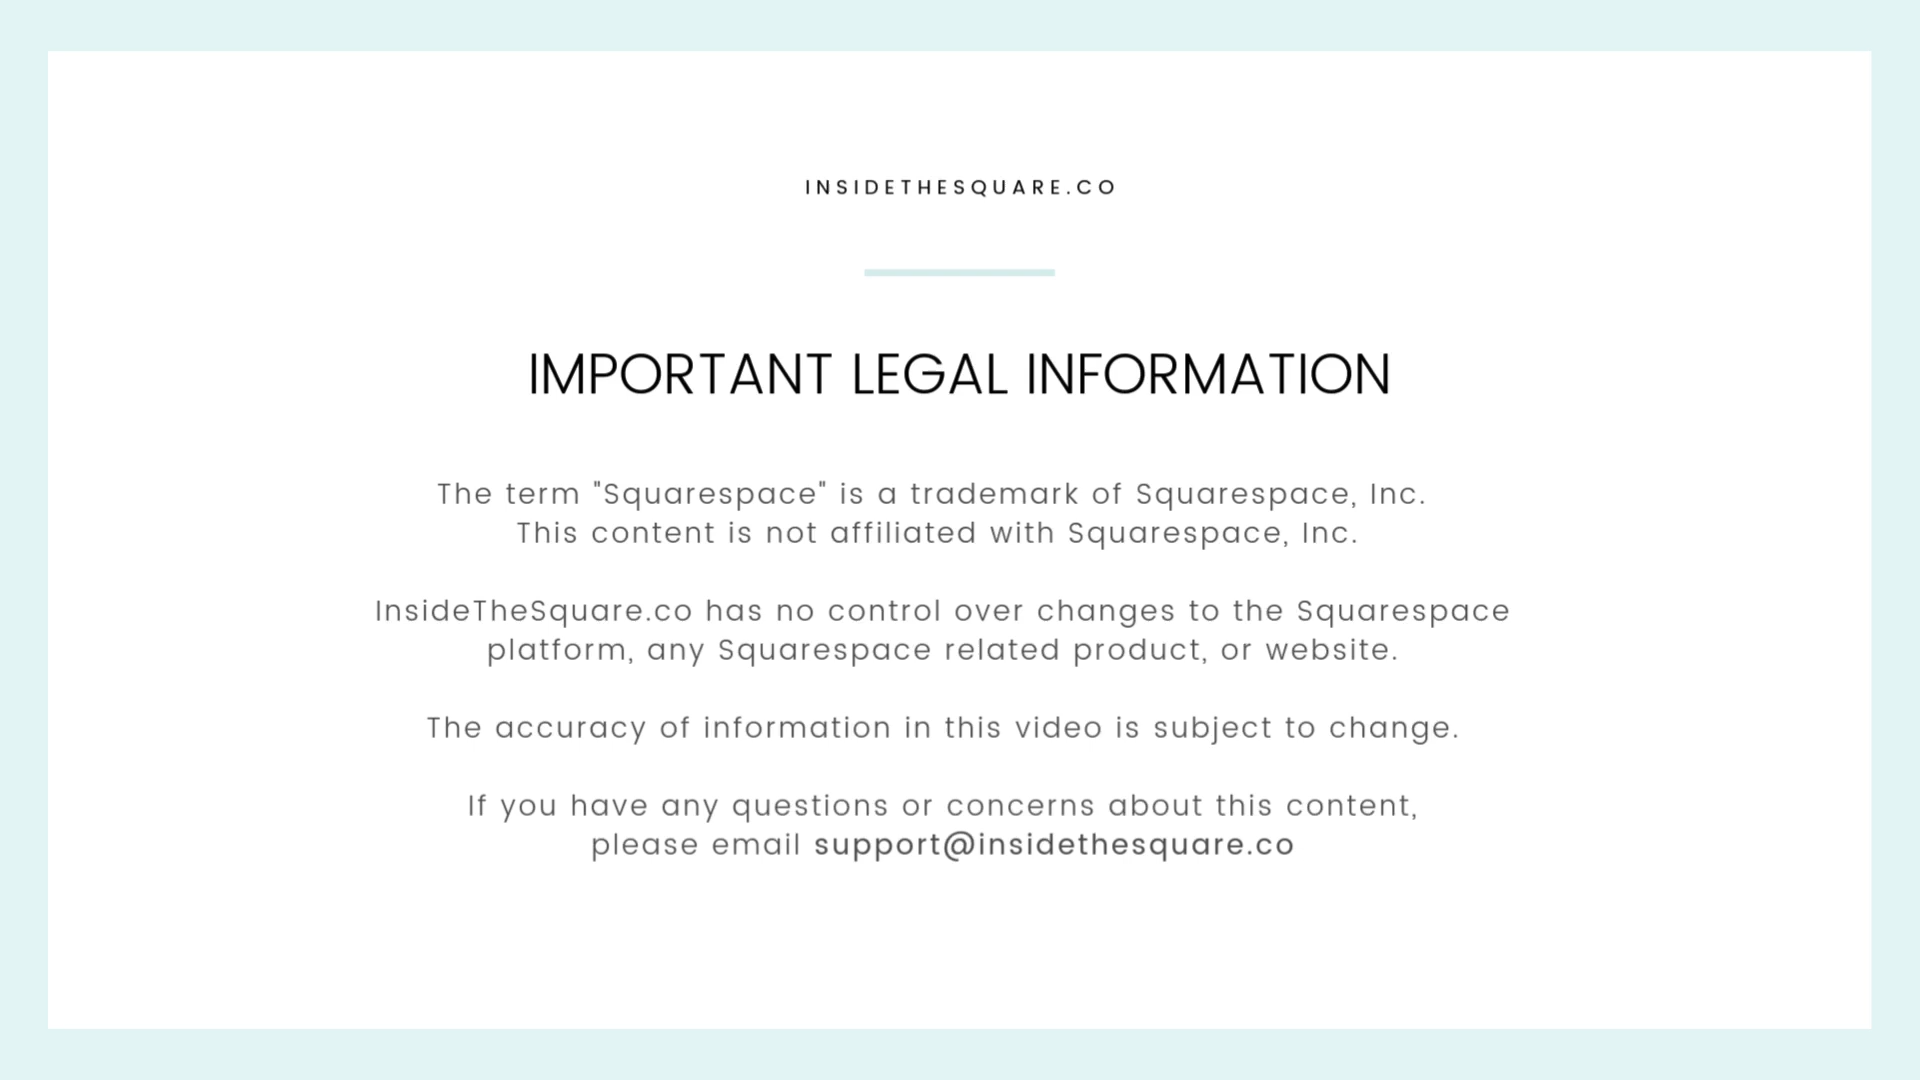 INSIDETHESQUARE.CO
IMPORTANT LEGAL INFORMATION
The term "Squarespace" is a trademark of Squarespace, Inc.
This content is not affiliated with Squarespace, Inc.
InsideTheSquare.co has no control over changes to the Squarespace
platform, any Squarespace related product, or website.
The accuracy of information in this video is subject to change.
If you have any questions or concerns about this content,
please email support@insidethesquare.co